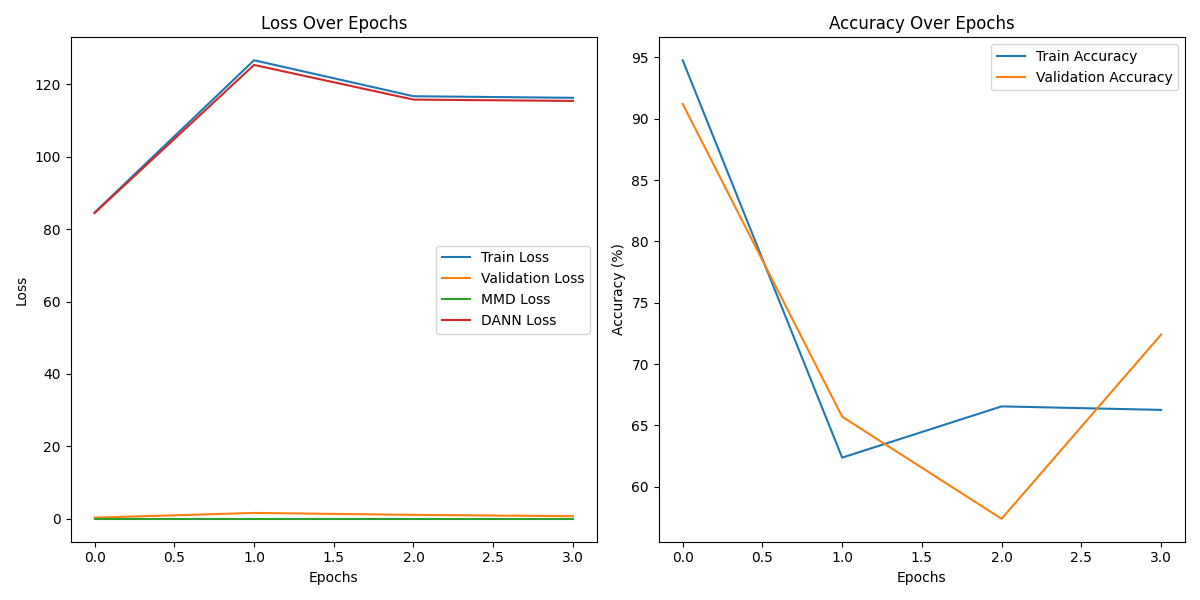 Loss Over Epochs
120
100
80
60
40
20
0
Loss
0.0 0.5 1.0 1.5 2.0 2.5 3.0
Epochs
Train Loss
Validation Loss
MMD Loss
DANN Loss
Accuracy Over Epochs
95
90
85
80
75
70
65
60
Accuracy (%)
0.0 0.5 1.0 1.5 2.0 2.5 3.0
Epochs
Train Accuracy
Validation Accuracy